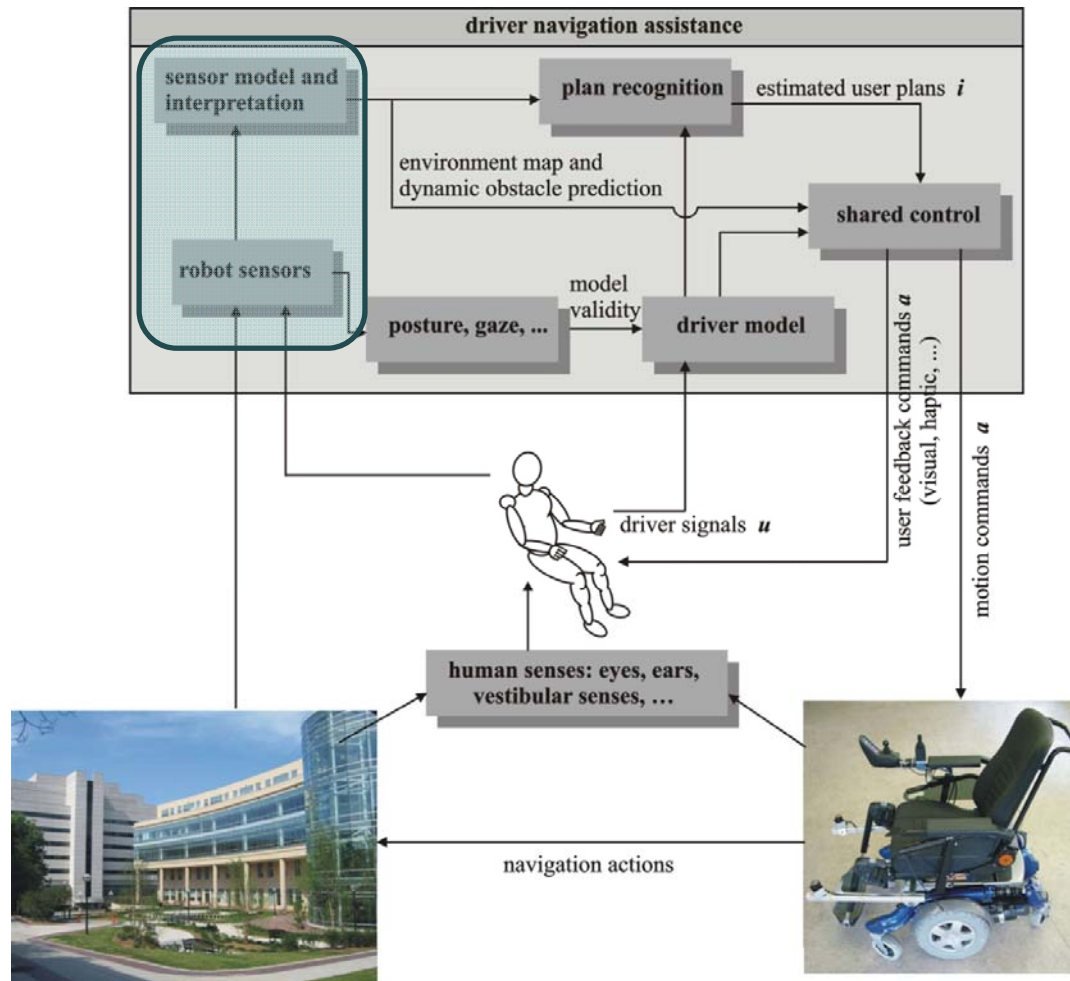 driver navigation assistance
sensor model and
interpretation
plan recognition
estimated user plans i
environment map and
dynamic obstacle prediction
shared control
robot sensors
model
validity
posture, gaze, ...
driver model
user feedback commands a
(visual, haptic, ...)
motion commands a
driver signals u
human senses: eyes, ears,
vestibular senses, …
navigation actions